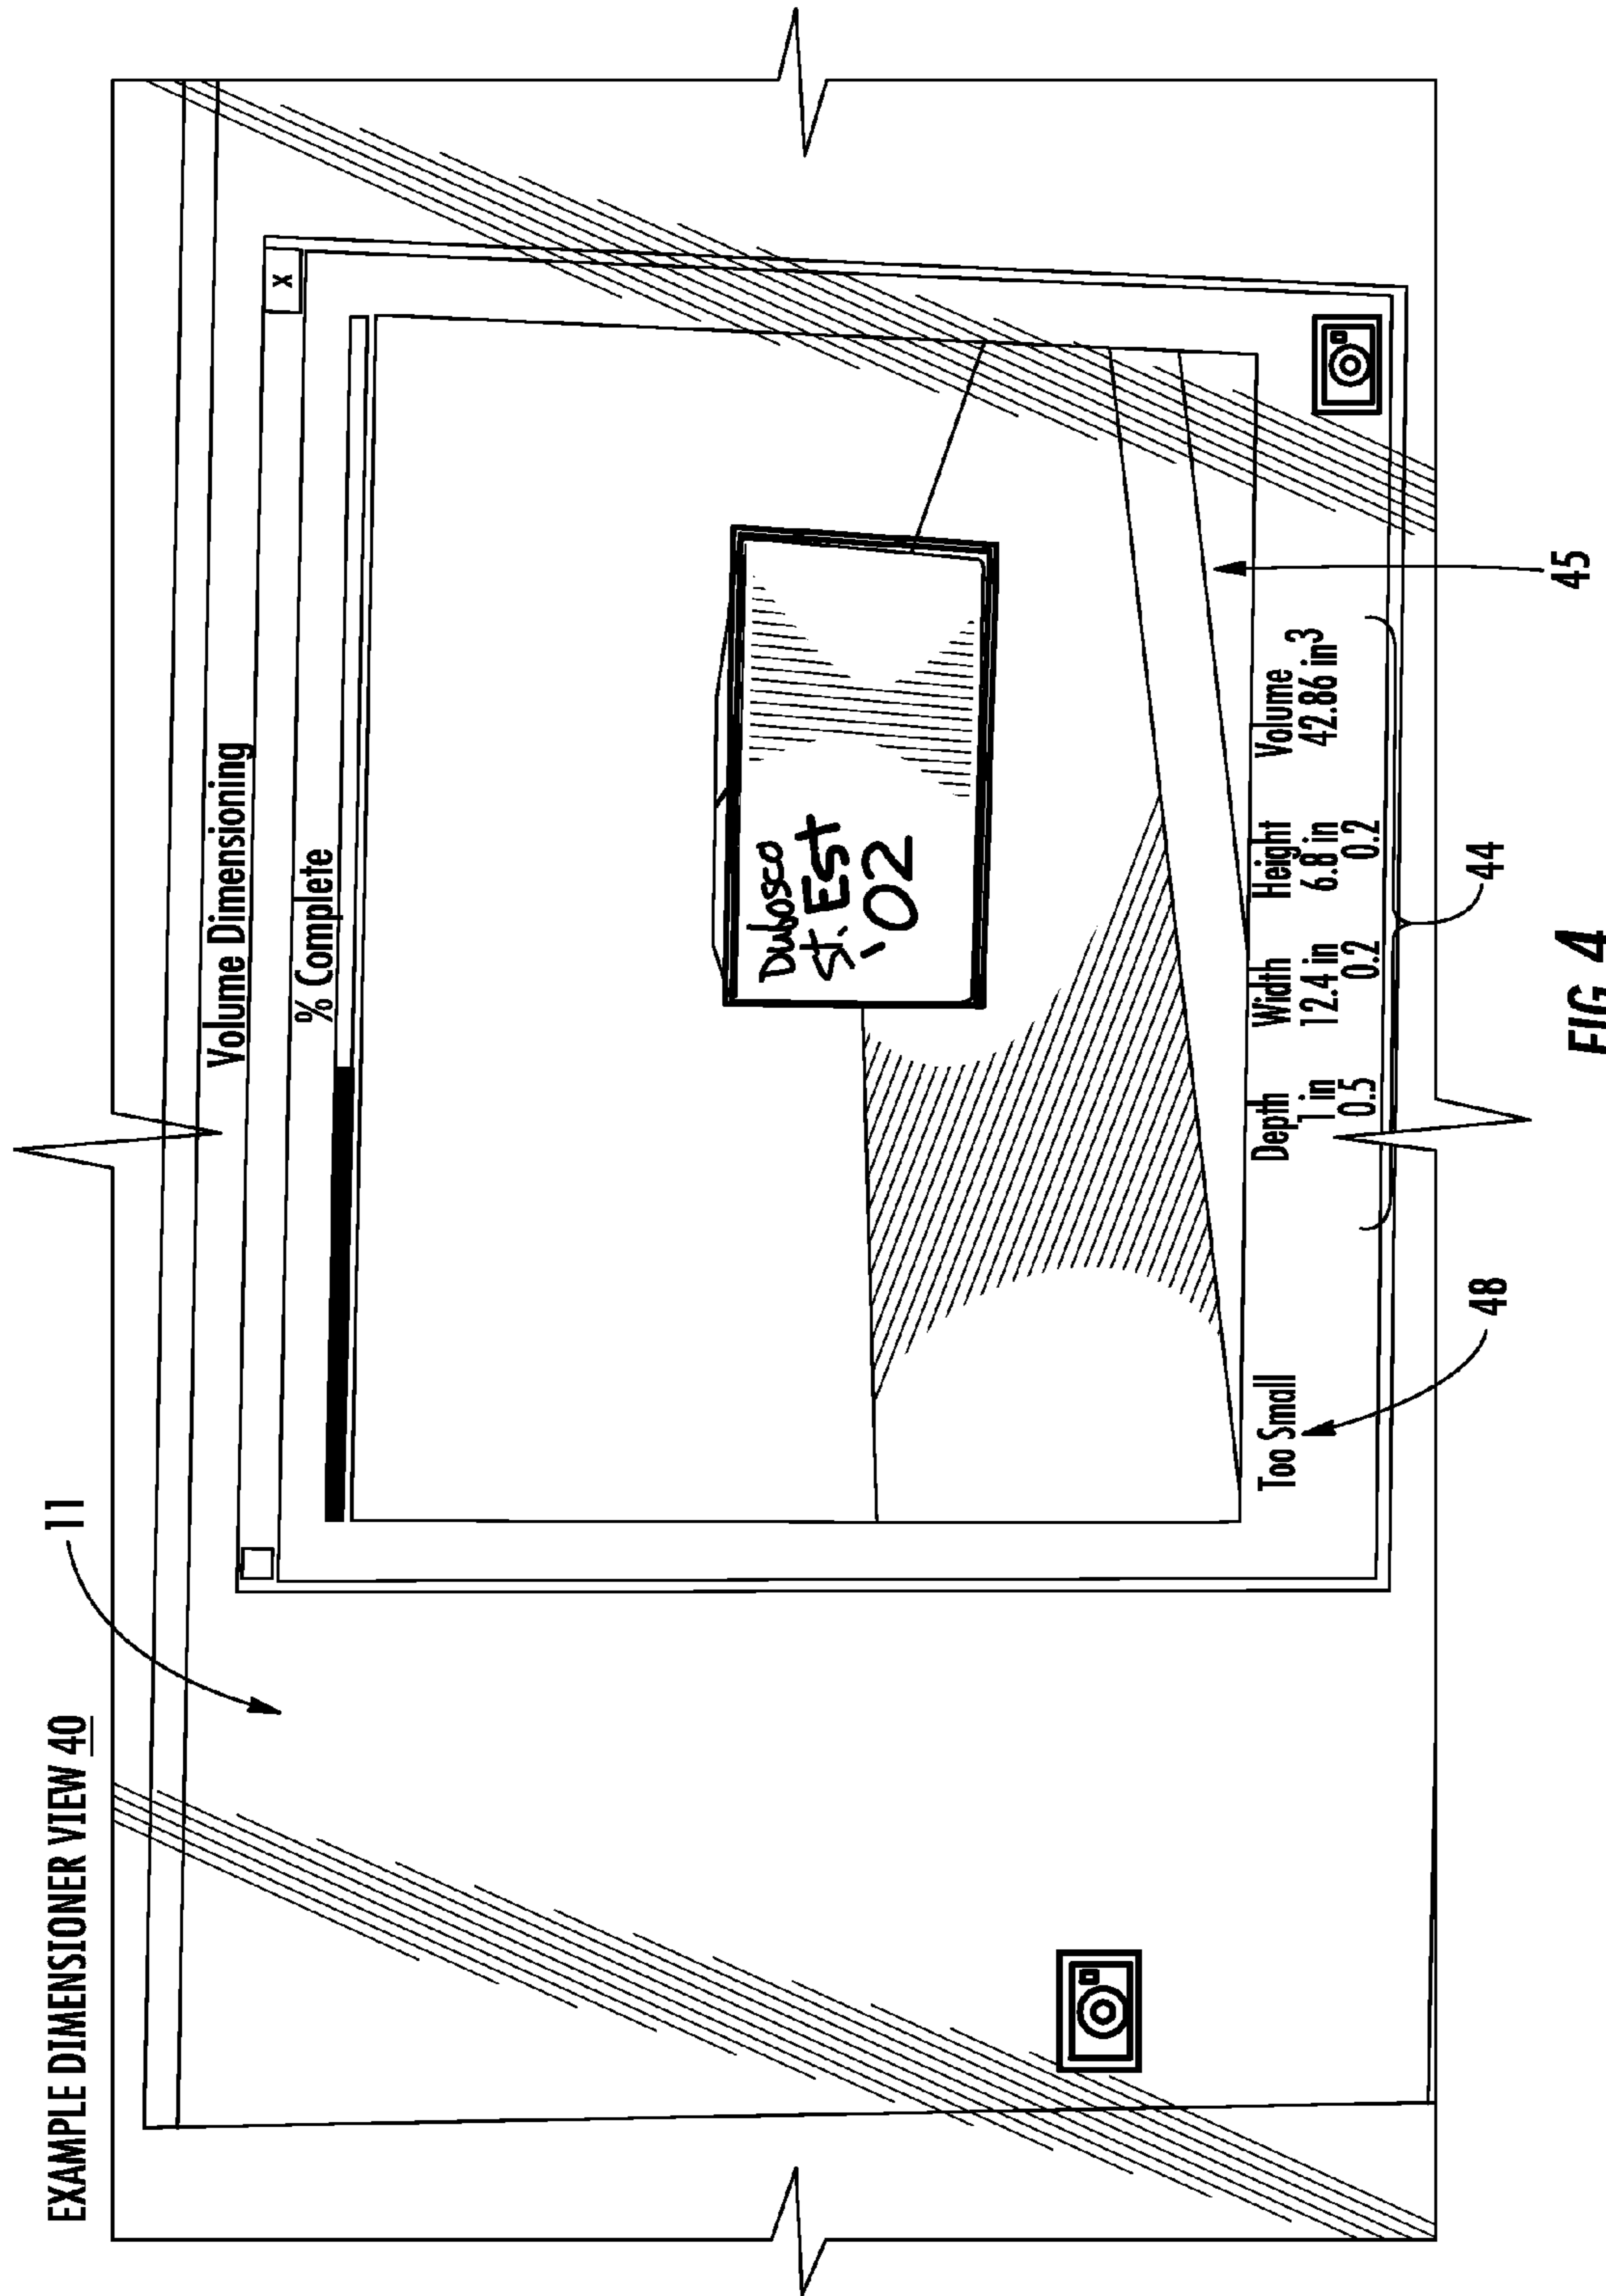 EXAMPLE DIMENSIONER VIEW 40
11
Volume Dimensioning
X
% Complete
Dubosco
St. Est
'02
Too Small
Depth Width Height Volume
1 in 12.4 in 6.8 in 42.86 in³
0.5 0.2 0.2
48
44
45
FIG. 4